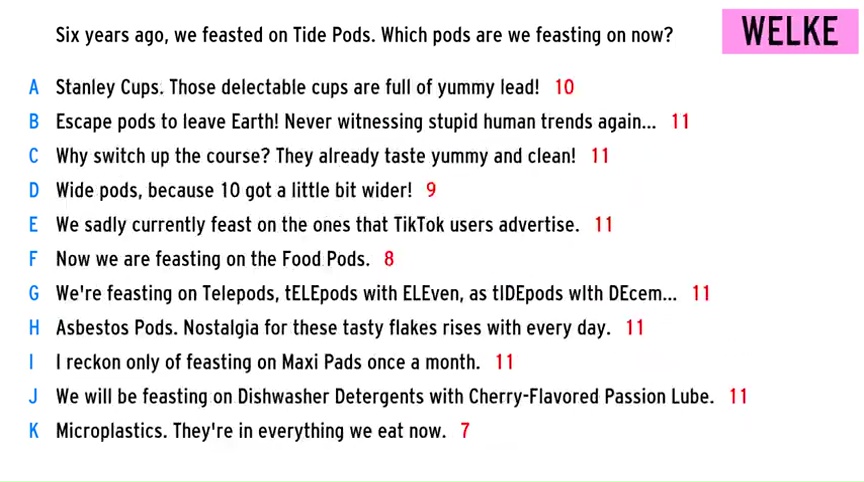 Six years ago, we feasted on Tide Pods. Which pods are we feasting on now?
WELKE
A Stanley Cups. Those delectable cups are full of yummy lead! 10
B Escape pods to leave Earth! Never witnessing stupid human trends again... 11
C Why switch up the course? They already taste yummy and clean! 11
D Wide pods, because 10 got a little bit wider! 9
E We sadly currently feast on the ones that TikTok users advertise. 11
F Now we are feasting on the Food Pods. 8
G We're feasting on Telepods, tELEpods with ELEven, as tIDEpods wIth DEcem... 11
H Asbestos Pods. Nostalgia for these tasty flakes rises with every day. 11
I I reckon only of feasting on Maxi Pads once a month. 11
J We will be feasting on Dishwasher Detergents with Cherry-Flavored Passion Lube. 11
K Microplastics. They're in everything we eat now. 7